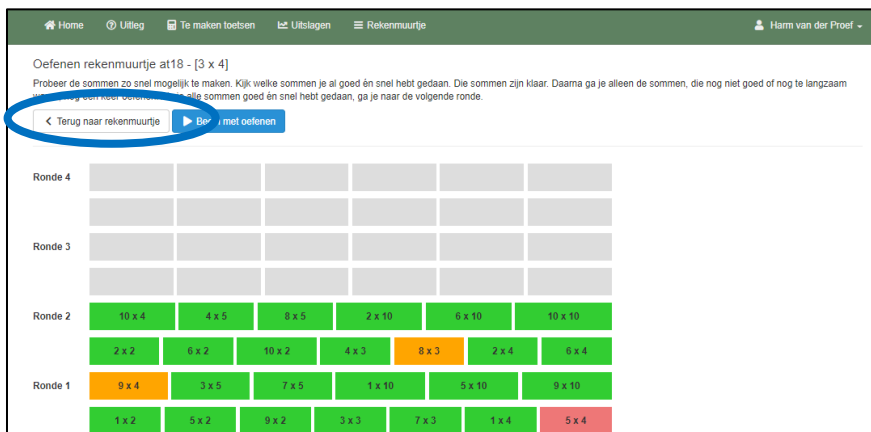 Home Uitleg Te maken toetsen Uitslagen Rekenmuurtje Harm van der Proef
Oefenen rekenmuurtje at18 - [3 x 4]
Probeer de sommen zo snel mogelijk te maken. Kijk welke sommen je al goed én snel hebt gedaan. Die sommen zijn klaar. Daarna ga je alleen de sommen, die nog niet goed of nog te langzaam
alle sommen goed én snel hebt gedaan, ga je naar de volgende ronde.
Terug naar rekenmuurtje met oefenen
Ronde 4
Ronde 3
Ronde 2 10 x 4 4 x 5 8 x 5 2 x 10 6 x 10 10 x 10
2 x 2 6 x 2 10 x 2 4 x 3 8 x 3 2 x 4 6 x 4
Ronde 1 9 x 4 3 x 5 7 x 5 1 x 10 5 x 10 9 x 10
1 x 2 5 x 2 9 x 2 3 x 3 7 x 3 1 x 4 5 x 4